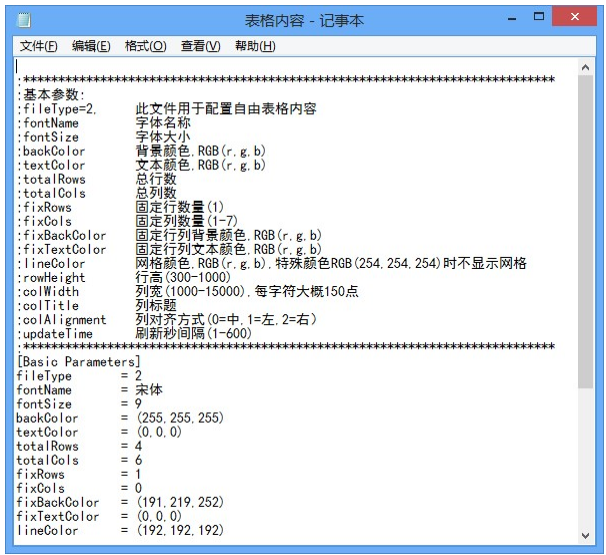 表格内容 - 记事本
文件(F) 编辑(E) 格式(O) 查看(V) 帮助(H)
;****************************************************************************
;基本参数:
;fileType=2, 此文件用于配置自由表格内容
;fontName 字体名称
;fontSize 字体大小
;backColor 背景颜色,RGB(r,g,b)
;textColor 文本颜色,RGB(r,g,b)
;totalRows 总行数
;totalCols 总列数
;fixRows 固定行数量(1)
;fixCols 固定列数量(1-7)
;fixBackColor 固定行列背景颜色,RGB(r,g,b)
;fixTextColor 固定行列文本颜色,RGB(r,g,b)
;lineColor 网格颜色,RGB(r,g,b),特殊颜色RGB(254,254,254)时不显示网格
;rowHeight 行高(300-1000)
;colWidth 列宽(1000-15000),每字符大概150点
;colTitle 列标题
;colAlignment 列对齐方式(0=中,1=左,2=右)
;updateTime 刷新秒间隔(1-600)
;****************************************************************************
[Basic Parameters]
fileType = 2
fontName = 宋体
fontSize = 9
backColor = (255,255,255)
textColor = (0,0,0)
totalRows = 4
totalCols = 6
fixRows = 1
fixCols = 0
fixBackColor = (191,219,252)
fixTextColor = (0,0,0)
lineColor = (192,192,192)